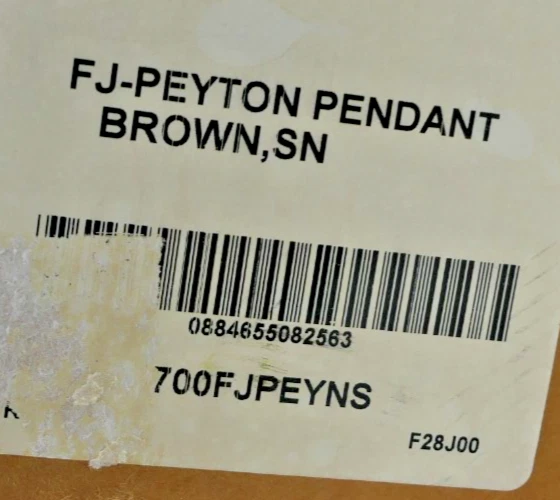 FJ-PEYTON PENDANT
BROWN,SN
0884655082563
700FJPEYNS
F28J00